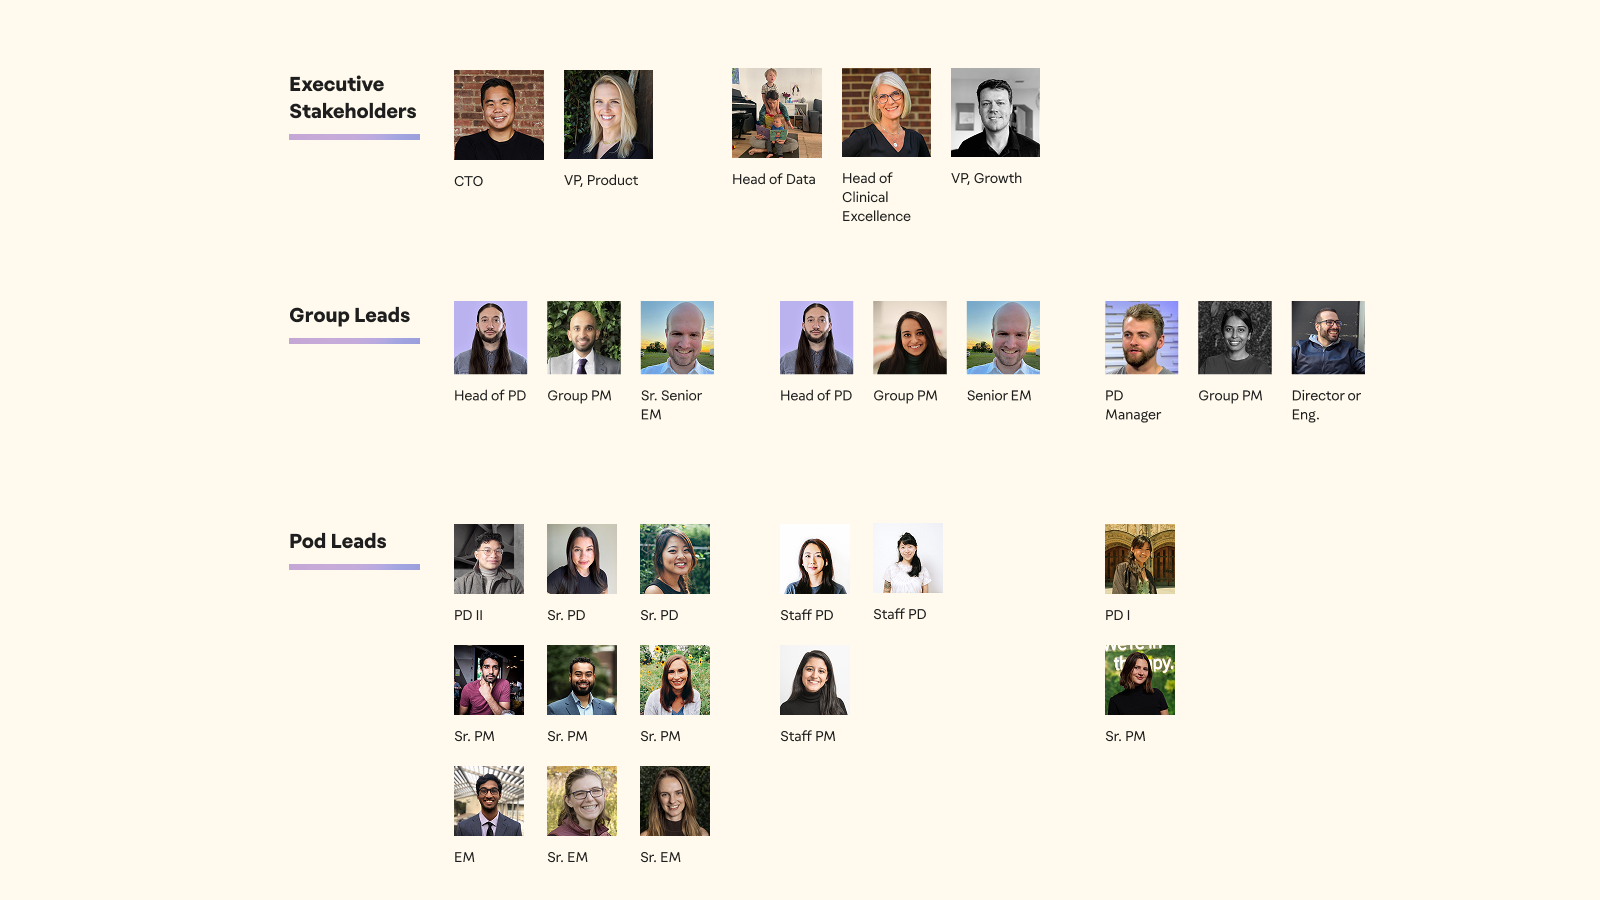 Executive
Stakeholders
CTO
VP, Product
Head of Data
Head of
Clinical
Excellence
VP, Growth
Group Leads
Head of PD
Group PM
Sr. Senior
EM
Head of PD
Group PM
Senior EM
PD
Manager
Group PM
Director or
Eng.
Pod Leads
PD II
Sr. PD
Sr. PD
Staff PD
Staff PD
PD I
Sr. PM
Sr. PM
Sr. PM
Staff PM
Sr. PM
EM
Sr. EM
Sr. EM